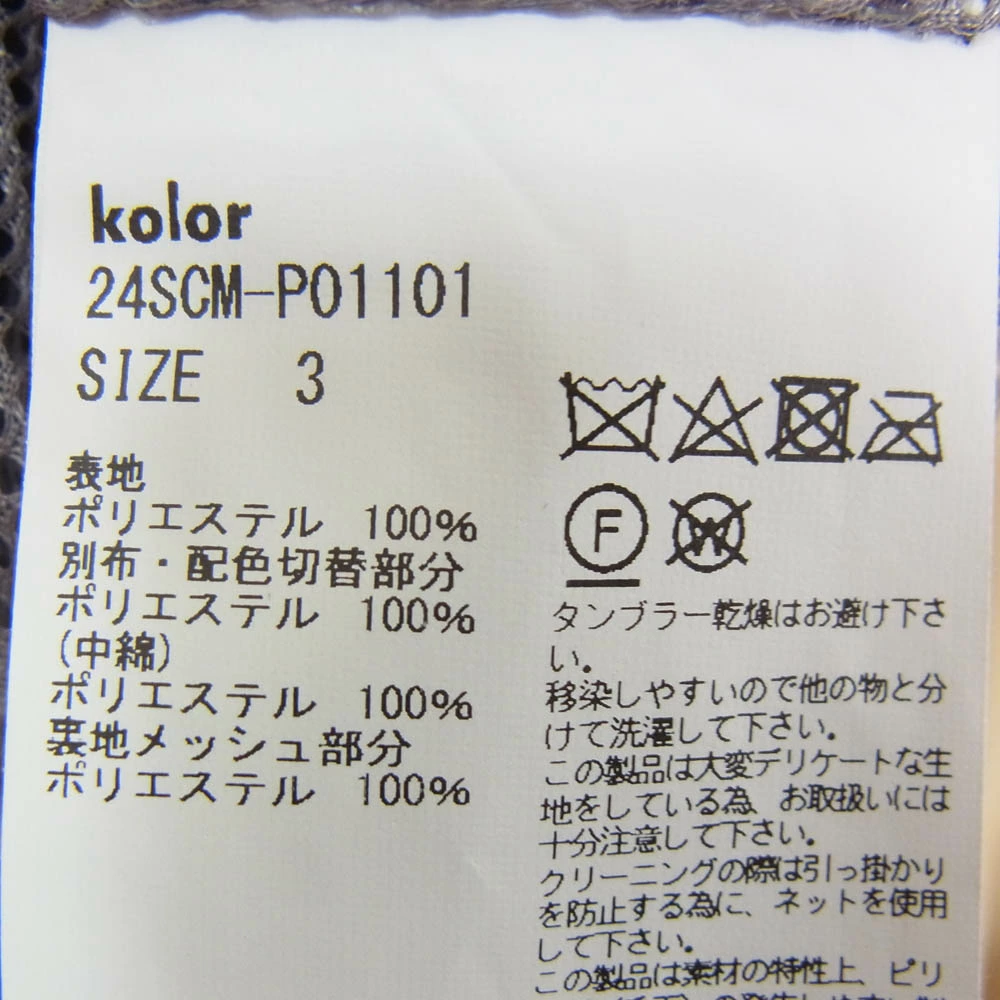 kolor
24SCM-P01101
SIZE 3
表地
ポリエステル 100%
別布・配色切替部分
ポリエステル 100%
(中綿)
ポリエステル 100%
裏地メッシュ部分
ポリエステル 100%
F
W
タンブラー乾燥はお避け下さ
い。
移染しやすいので他の物と分
けて洗濯して下さい。
この製品は大変デリケートな生
地をしている為、お取扱いには
十分注意して下さい。
クリーニングの際は引っ掛かり
を防止する為に、ネットを使用
して下さい。
この製品は素材の特性上、ピリ